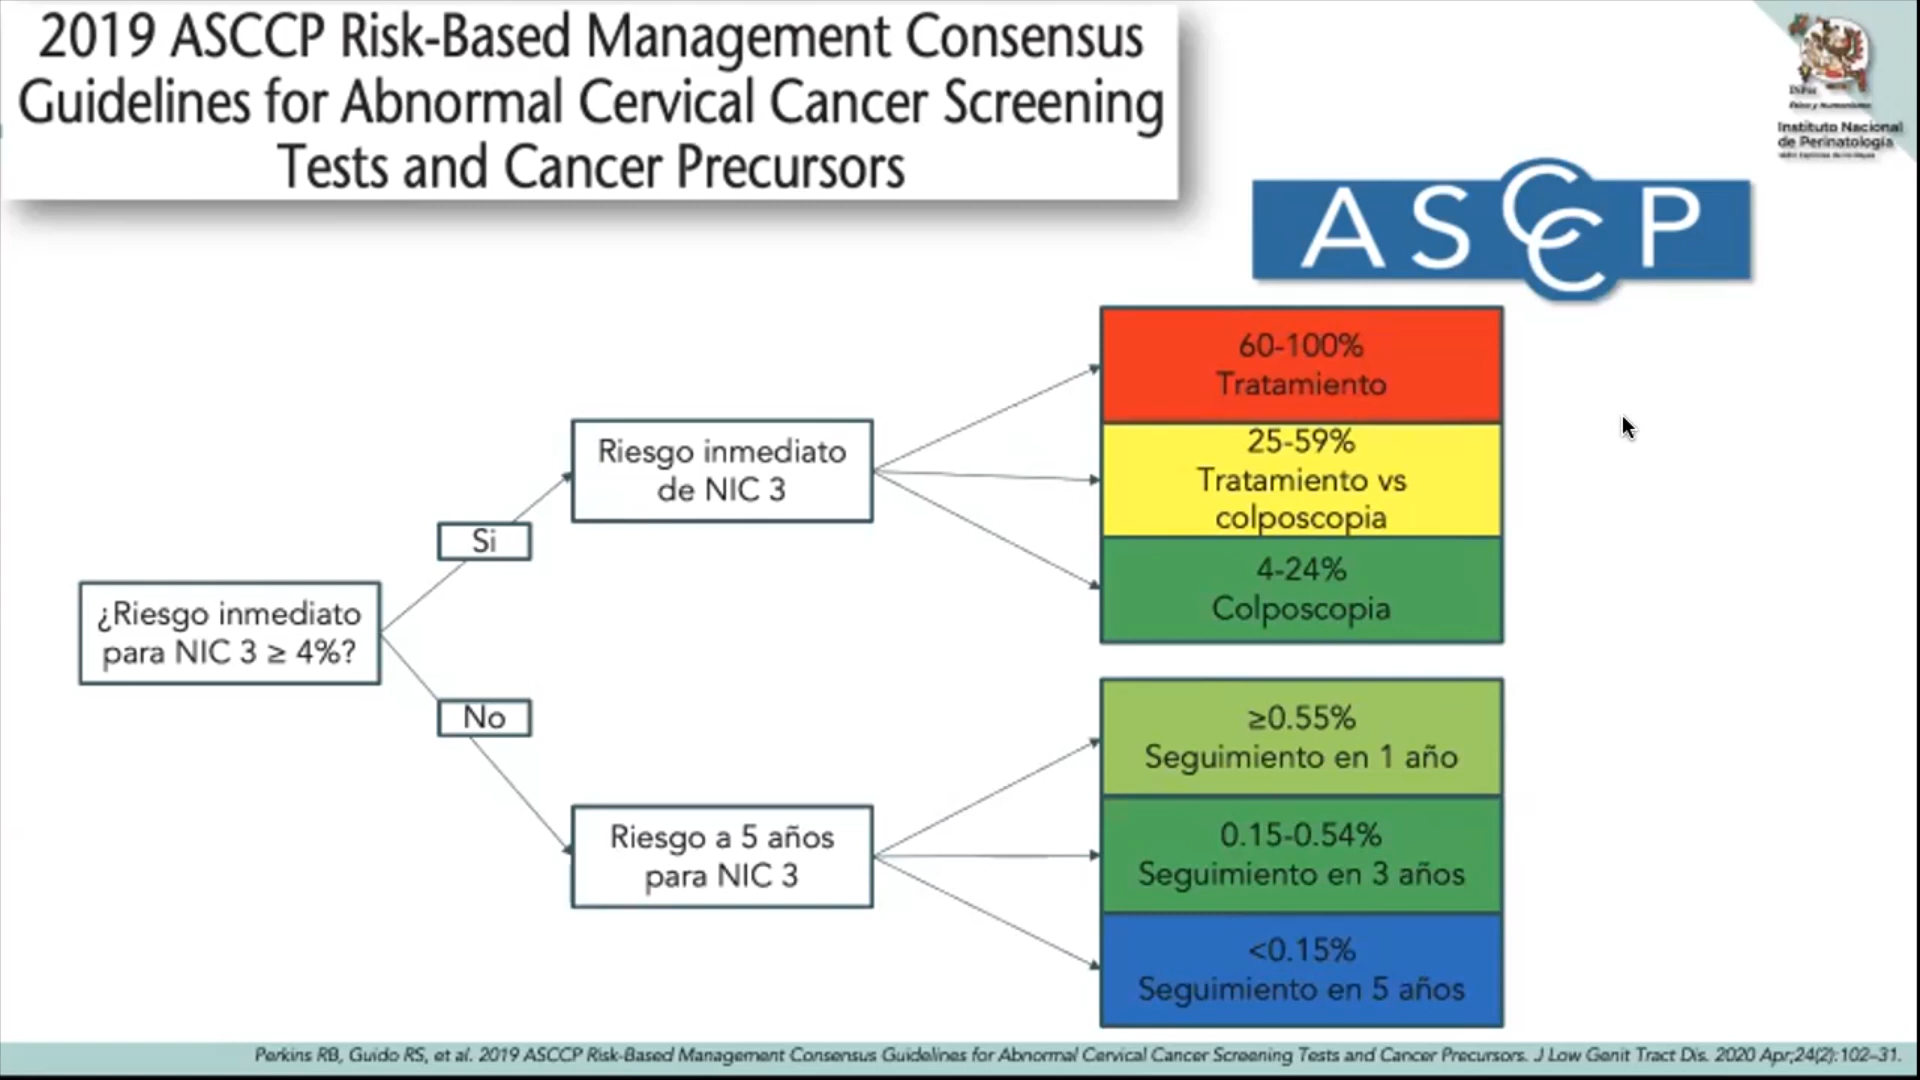 2019 ASCCP Risk-Based Management Consensus
Guidelines for Abnormal Cervical Cancer Screening
Tests and Cancer Precursors
Instituto Nacional
de Perinatología
ASCCP
¿Riesgo inmediato
para NIC 3 ≥ 4%?
Si
No
Riesgo inmediato
de NIC 3
Riesgo a 5 años
para NIC 3
60-100%
Tratamiento
25-59%
Tratamiento vs
colposcopia
4-24%
Colposcopia
≥0.55%
Seguimiento en 1 año
0.15-0.54%
Seguimiento en 3 años
<0.15%
Seguimiento en 5 años
Perkins RB, Guido RS, et al. 2019 ASCCP Risk-Based Management Consensus Guidelines for Abnormal Cervical Cancer Screening Tests and Cancer Precursors. J Low Genit Tract Dis. 2020 Apr;24(2):102–31.